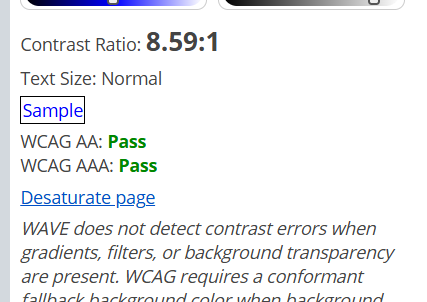 Contrast Ratio: 8.59:1
Text Size: Normal
Sample
WCAG AA: Pass
WCAG AAA: Pass
Desaturate page
WAVE does not detect contrast errors when
gradients, filters, or background transparency
are present. WCAG requires a conformant
fallback background color when background